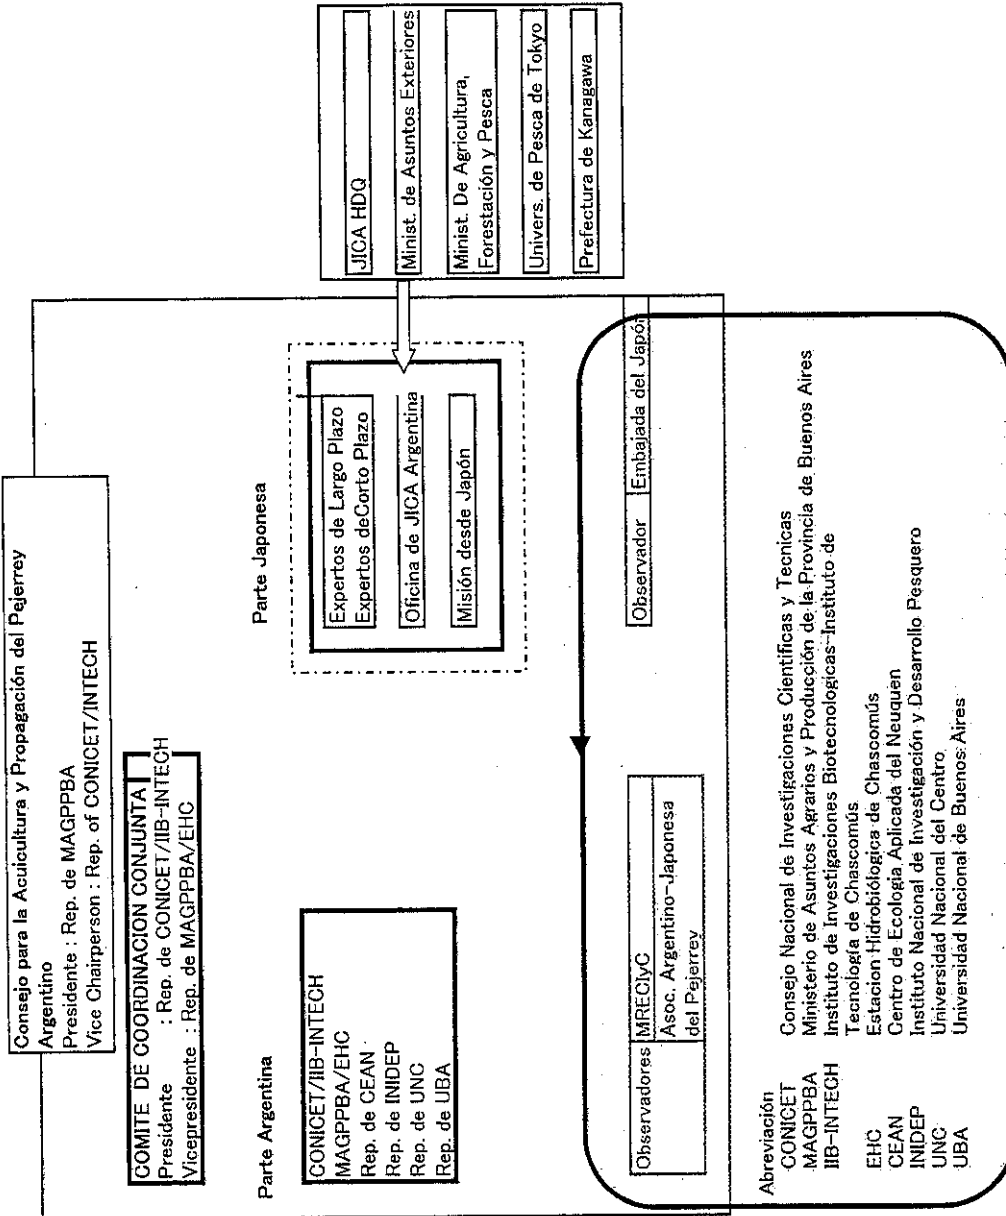 Consejo para la Acuicultura y Propagación del Pejerrey
Argentino
Presidente : Rep. de MAGPPBA
Vice Chairperson : Rep. of CONICET/INTECH
COMITE DE COORDINACION CONJUNTA
Presidente : Rep. de CONICET/IIB-INTECH
Vicepresidente : Rep. de MAGPPBA/EHC
Parte Argentina
CONICET/IIB-INTECH
MAGPPBA/EHC
Rep. de CEAN
Rep. de INIDEP
Rep. de UNC
Rep. de UBA
Parte Japonesa
Expertos de Largo Plazo
Expertos deCorto Plazo
Oficina de JICA Argentina
Misión desde Japón
JICA HDQ
Minist. de Asuntos Exteriores
Minist. De Agricultura,
Forestación y Pesca
Univers. de Pesca de Tokyo
Prefectura de Kanagawa
Observadores MRECIyC
Asoc. Argentino-Japonesa
del Pejerrey
Observador Embajada del Japón
Abreviación
CONICET Consejo Nacional de Investigaciones Cientificas y Tecnicas
MAGPPBA Ministerio de Asuntos Agrarios y Producción de la Provincia de Buenos Aires
IIB-INTECH Instituto de Investigaciones Biotecnologicas-Instituto de
Tecnología de Chascomús
EHC Estacion Hidrobiólogica de Chascomús
CEAN Centro de Ecología Aplicada del Neuquén
INIDEP Instituto Nacional de Investigación y Desarrollo Pesquero
UNC Universidad Nacional del Centro
UBA Universidad Nacional de Buenos Aires